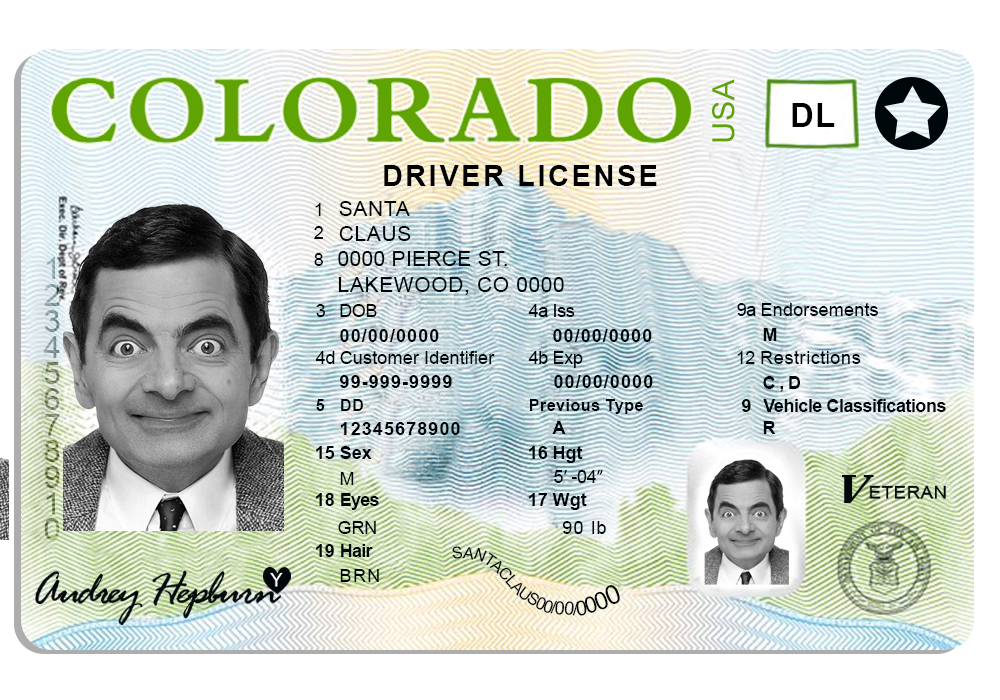 COLORADO USA DL
DRIVER LICENSE
1 SANTA
2 CLAUS
8 0000 PIERCE ST.
LAKEWOOD, CO 0000
3 DOB 4a Iss 9a Endorsements
00/00/0000 00/00/0000 M
4d Customer Identifier 4b Exp 12 Restrictions
99-999-9999 00/00/0000 C , D
5 DD Previous Type 9 Vehicle Classifications
12345678900 A R
15 Sex 16 Hgt
M 5′ -04″
18 Eyes 17 Wgt
GRN 90 lb
19 Hair
BRN
SANTACLAUS00/00/0000
VETERAN
Exec. Dir. Dept of Rev.
1
2
3
4
5
6
7
8
9
1
0
Audrey Hepburn
Y